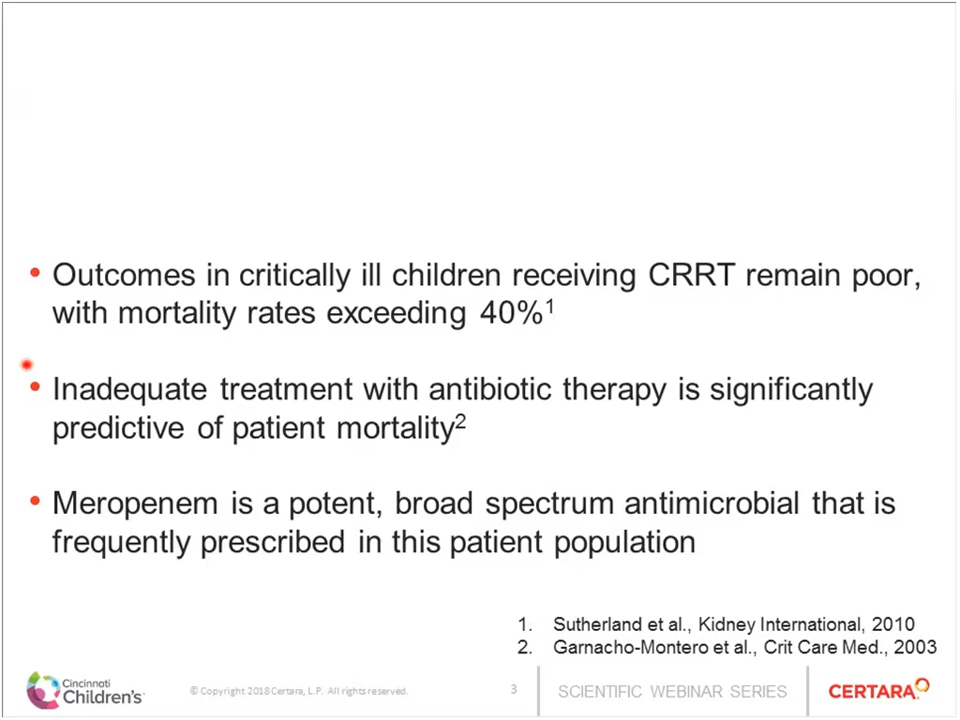 • Outcomes in critically ill children receiving CRRT remain poor,
with mortality rates exceeding 40%¹
• Inadequate treatment with antibiotic therapy is significantly
predictive of patient mortality²
• Meropenem is a potent, broad spectrum antimicrobial that is
frequently prescribed in this patient population
1. Sutherland et al., Kidney International, 2010
2. Garnacho-Montero et al., Crit Care Med., 2003
Cincinnati
Children's
© Copyright 2018 Certara, L.P. All rights reserved.
3
SCIENTIFIC WEBINAR SERIES
CERTARA